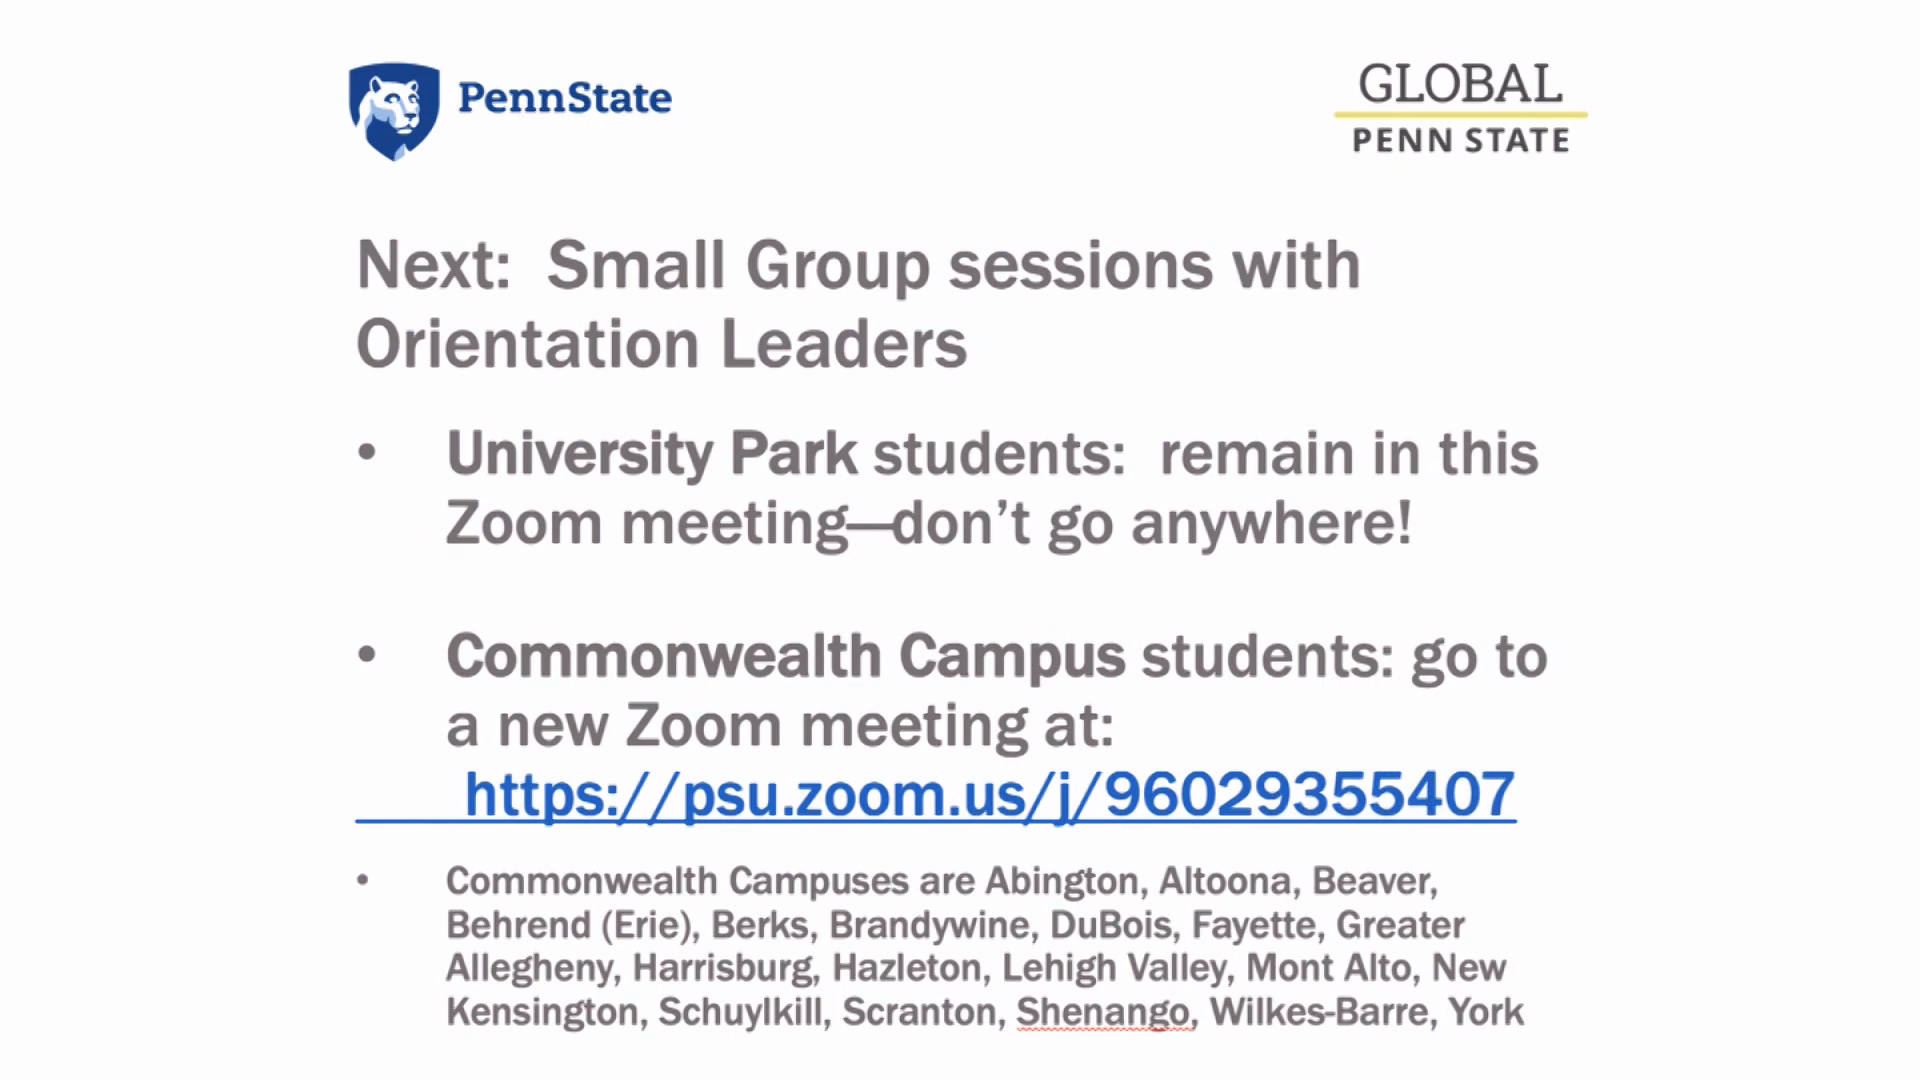 PennState
GLOBAL
PENN STATE
Next:  Small Group sessions with
Orientation Leaders
• University Park students:  remain in this
Zoom meeting—don’t go anywhere!
• Commonwealth Campus students: go to
a new Zoom meeting at:
https://psu.zoom.us/j/96029355407
• Commonwealth Campuses are Abington, Altoona, Beaver,
Behrend (Erie), Berks, Brandywine, DuBois, Fayette, Greater
Allegheny, Harrisburg, Hazleton, Lehigh Valley, Mont Alto, New
Kensington, Schuylkill, Scranton, Shenango, Wilkes-Barre, York